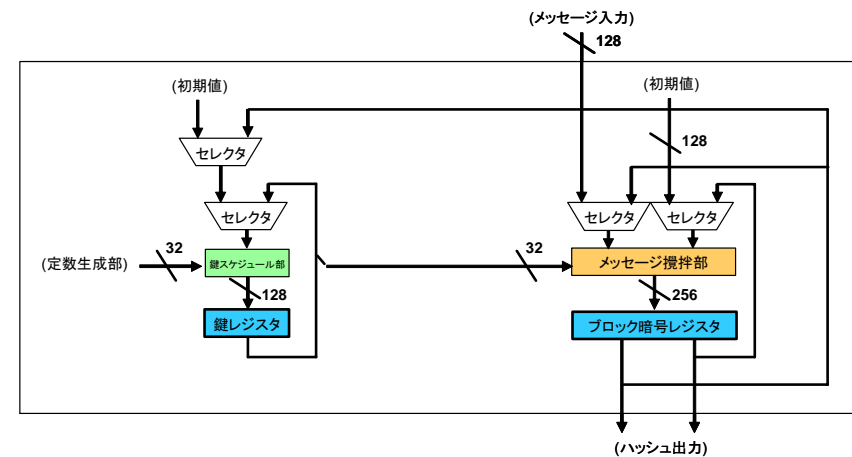 (メッセージ入力)
128
(初期値)
(初期値)
128
セレクタ
セレクタ
セレクタ
セレクタ
(定数生成部)
32
鍵スケジュール部
32
メッセージ攪拌部
128
256
鍵レジスタ
ブロック暗号レジスタ
(ハッシュ出力)